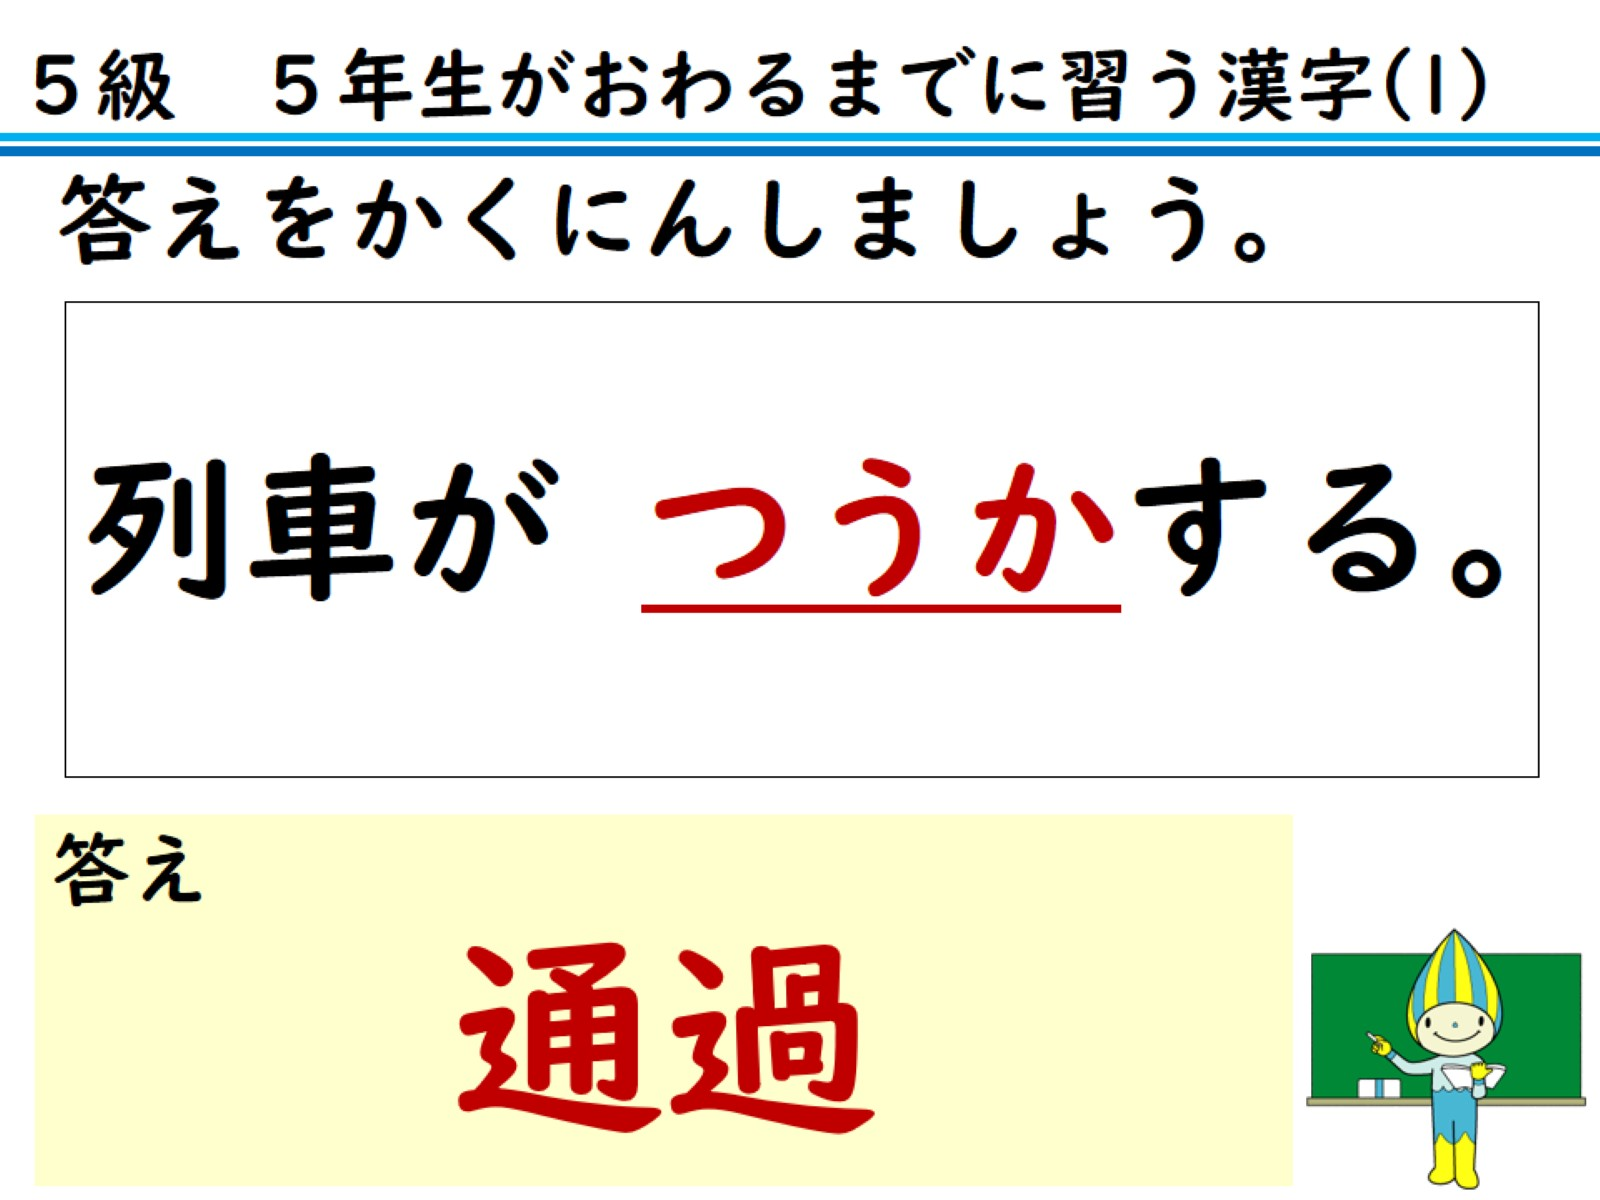 5級　5年生がおわるまでに習う漢字(1)
答えをかくにんしましょう。
列車が つうかする。
答え
通過